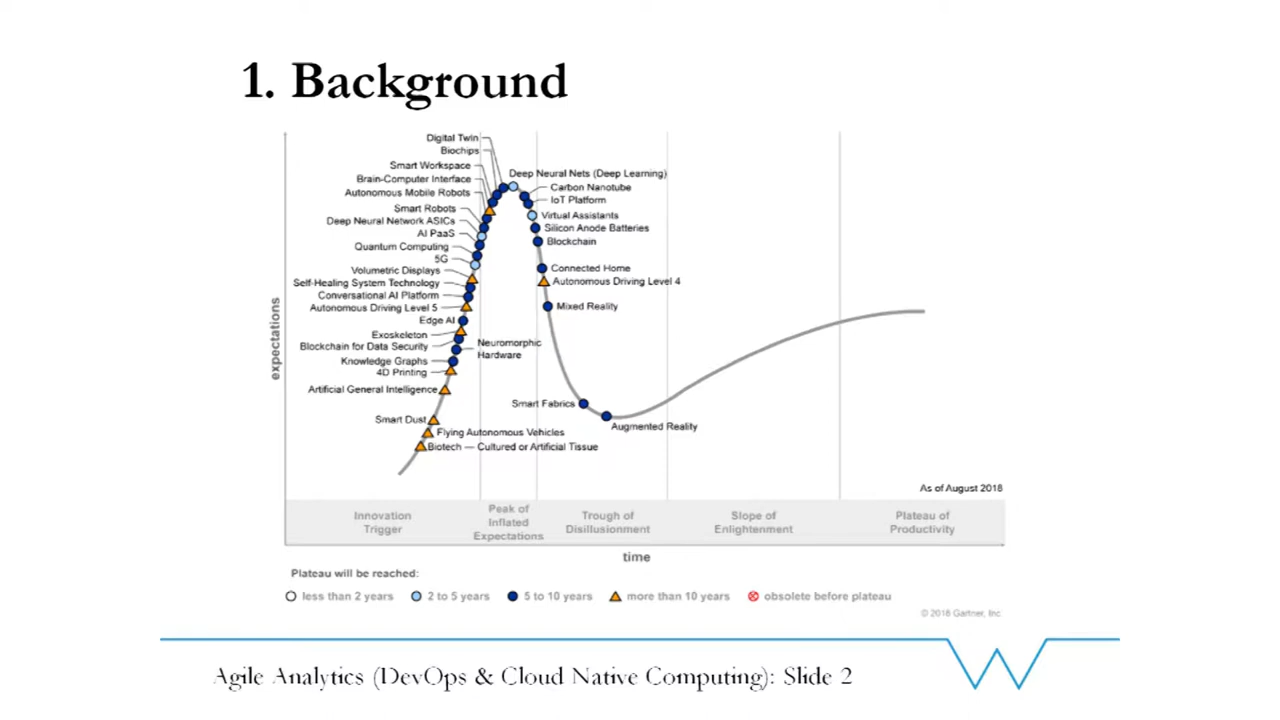 1. Background
Digital Twin
Biochips
Smart Workspace
Brain-Computer Interface
Autonomous Mobile Robots
Smart Robots
Deep Neural Network ASICs
AI PaaS
Quantum Computing
5G
Volumetric Displays
Self-Healing System Technology
Conversational AI Platform
Autonomous Driving Level 5
Edge AI
Exoskeleton
Blockchain for Data Security
Neuromorphic
Hardware
Knowledge Graphs
4D Printing
Artificial General Intelligence
Smart Dust
Flying Autonomous Vehicles
Biotech — Cultured or Artificial Tissue
Deep Neural Nets (Deep Learning)
Carbon Nanotube
IoT Platform
Virtual Assistants
Silicon Anode Batteries
Blockchain
Connected Home
Autonomous Driving Level 4
Mixed Reality
Smart Fabrics
Augmented Reality
expectations
As of August 2018
Innovation
Trigger
Peak of
Inflated
Expectations
Trough of
Disillusionment
Slope of
Enlightenment
Plateau of
Productivity
time
Plateau will be reached:
less than 2 years
2 to 5 years
5 to 10 years
more than 10 years
obsolete before plateau
© 2018 Gartner, Inc.
Agile Analytics (DevOps & Cloud Native Computing): Slide 2